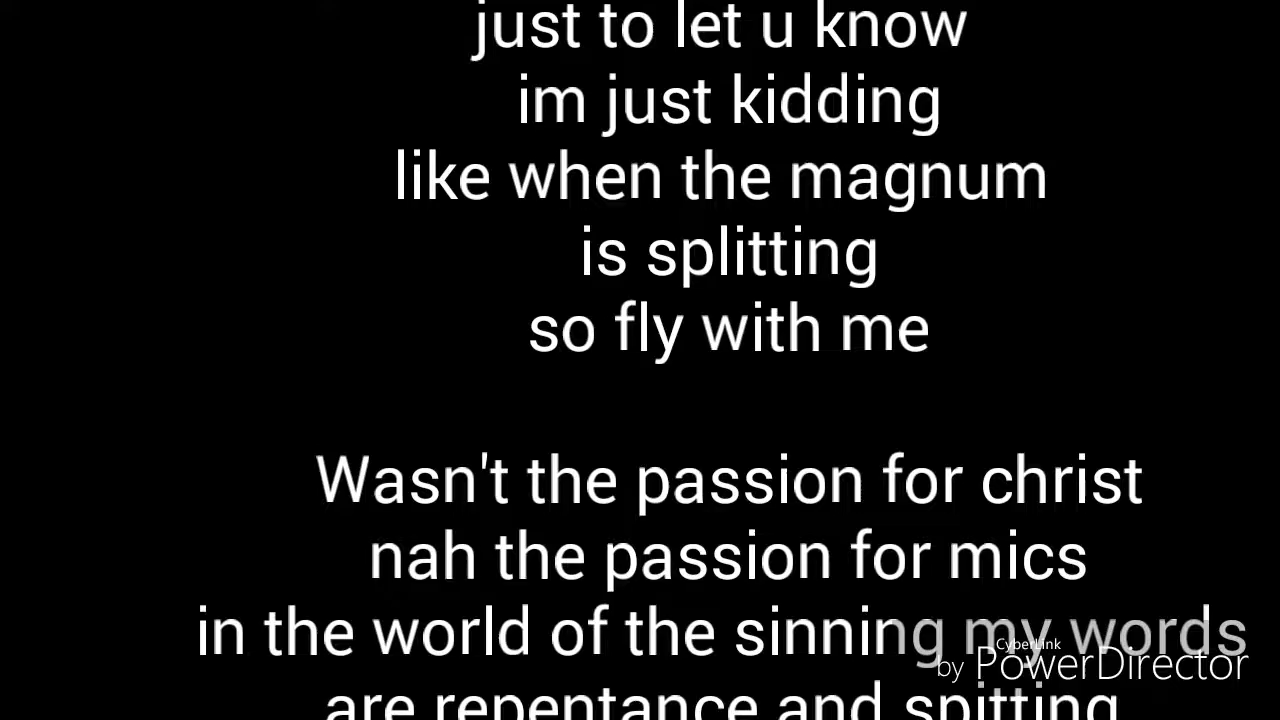 just to let u know
im just kidding
like when the magnum
is splitting
so fly with me
Wasn't the passion for christ
nah the passion for mics
in the world of the sinning my words
are repentance and spitting
CyberLink
by PowerDirector